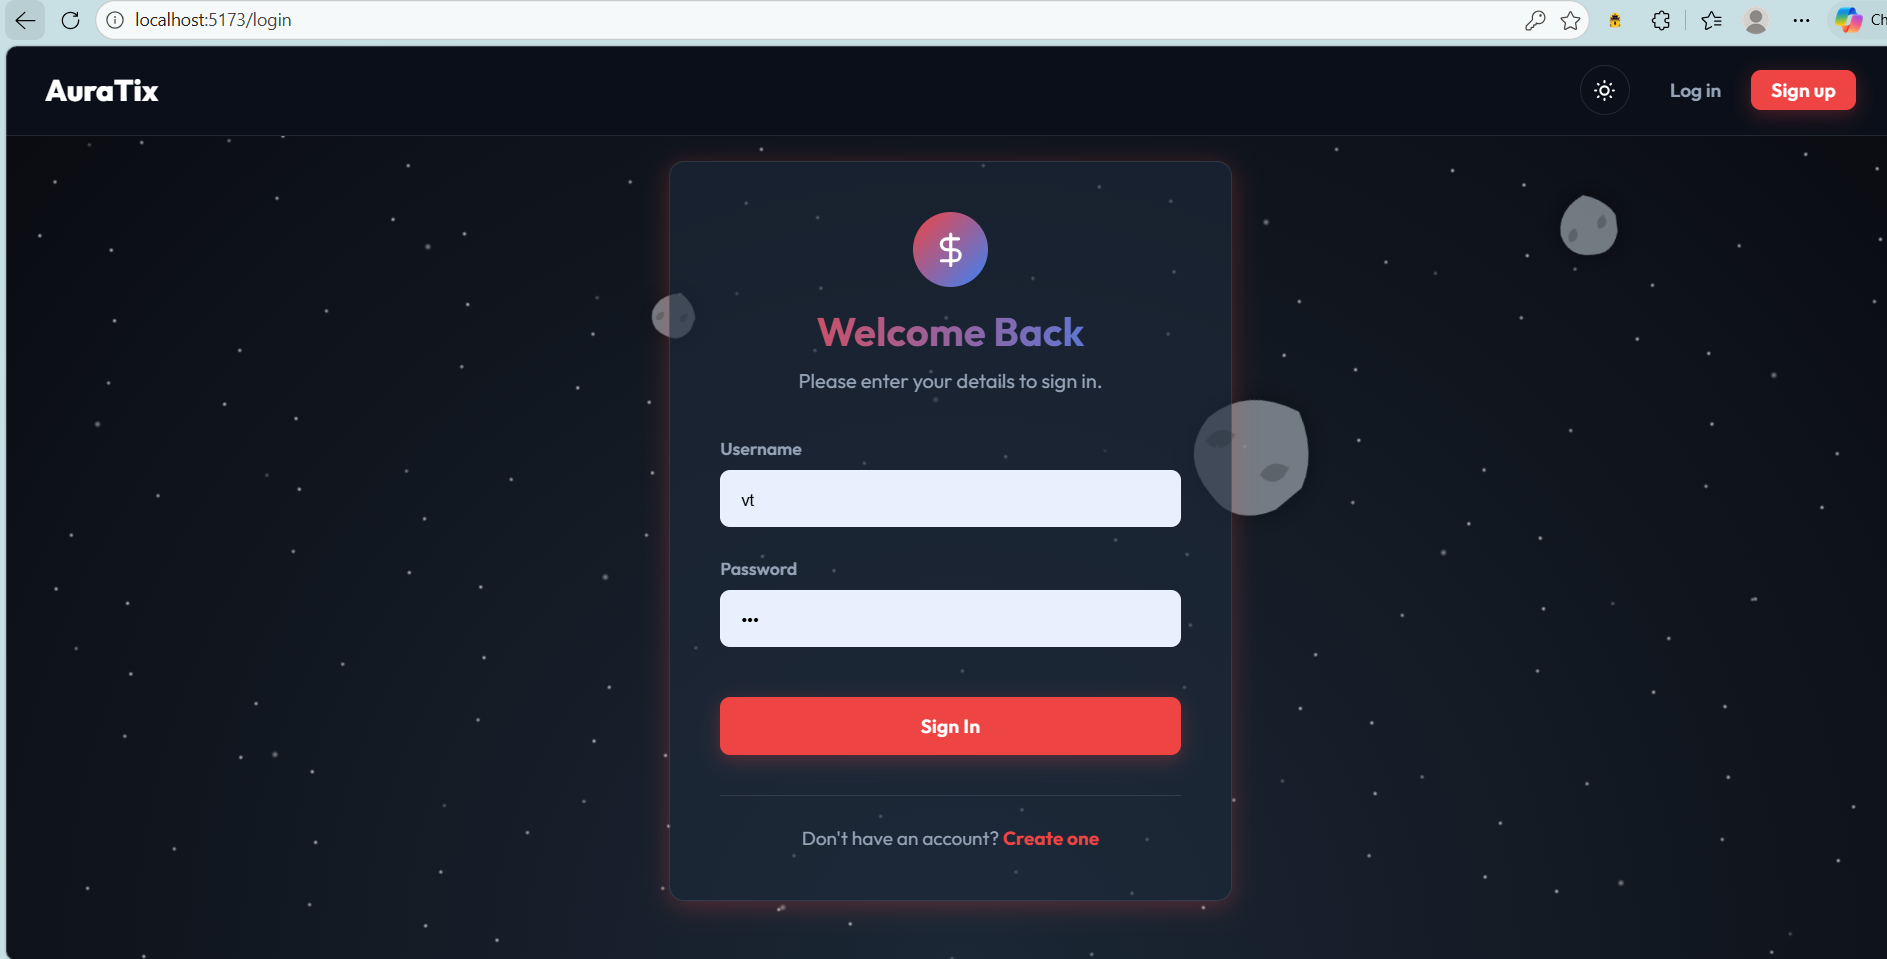 localhost:5173/login
Ch
AuraTix
Log in
Sign up
$
Welcome Back
Please enter your details to sign in.
Username
vt
Password
•••
Sign In
Don't have an account? Create one